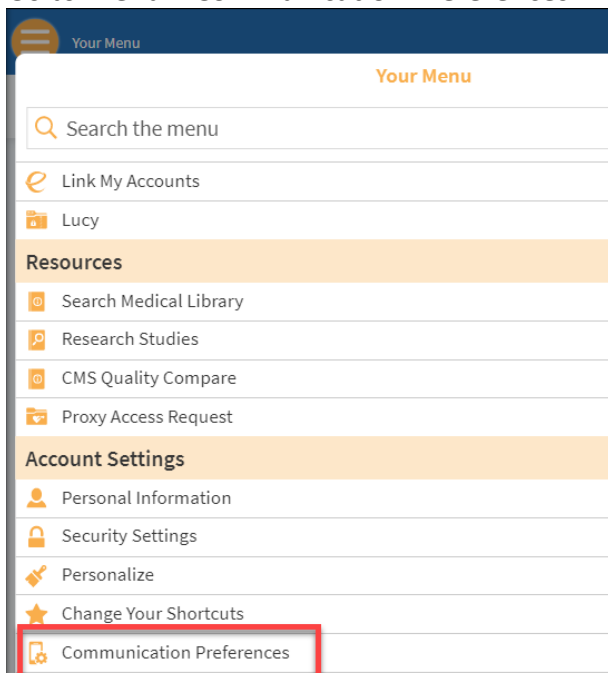 Your Menu
Your Menu
Search the menu
Link My Accounts
Lucy
Resources
Search Medical Library
Research Studies
CMS Quality Compare
Proxy Access Request
Account Settings
Personal Information
Security Settings
Personalize
Change Your Shortcuts
Communication Preferences